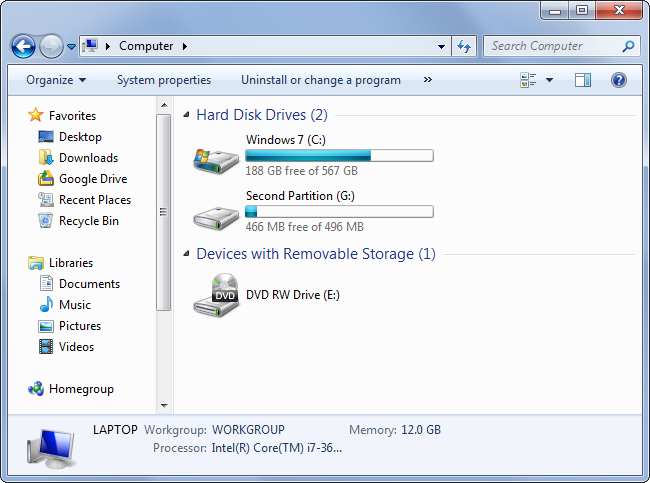 Computer
Search Computer
Organize
System properties
Uninstall or change a program
»
Favorites
Desktop
Downloads
Google Drive
Recent Places
Recycle Bin
Libraries
Documents
Music
Pictures
Videos
Homegroup
Hard Disk Drives (2)
Windows 7 (C:)
188 GB free of 567 GB
Second Partition (G:)
466 MB free of 496 MB
Devices with Removable Storage (1)
DVD
DVD RW Drive (E:)
LAPTOP Workgroup: WORKGROUP Memory: 12.0 GB
Processor: Intel(R) Core(TM) i7-36...